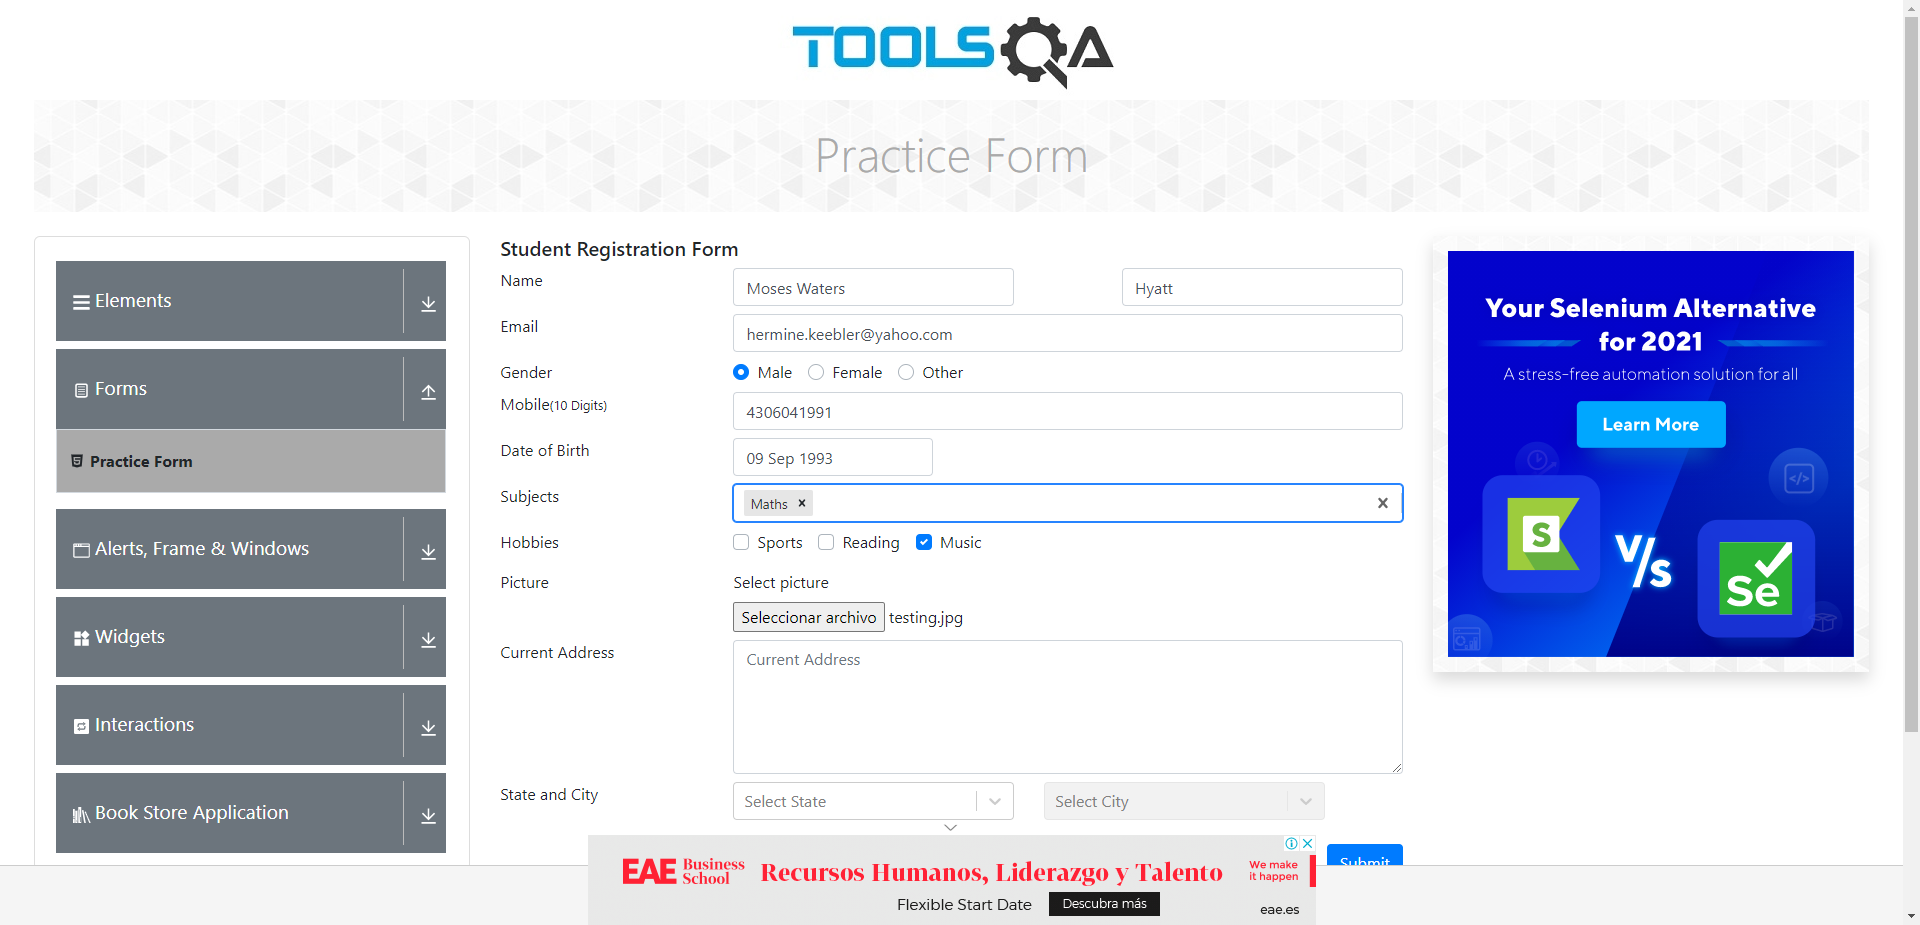 TOOLSQA
Practice Form
Elements
Forms
Practice Form
Alerts, Frame & Windows
Widgets
Interactions
Book Store Application
Student Registration Form
Name
Moses Waters
Hyatt
Email
hermine.keebler@yahoo.com
Gender
Male
Female
Other
Mobile(10 Digits)
4306041991
Date of Birth
09 Sep 1993
Subjects
Maths
Hobbies
Sports
Reading
Music
Picture
Select picture
Seleccionar archivo testing.jpg
Current Address
Current Address
State and City
Select State
Select City
Submit
Your Selenium Alternative
for 2021
A stress-free automation solution for all
Learn More
S
V/s
Se
</>
EAE Business School
Recursos Humanos, Liderazgo y Talento
Flexible Start Date
Descubra más
We make
it happen
eae.es